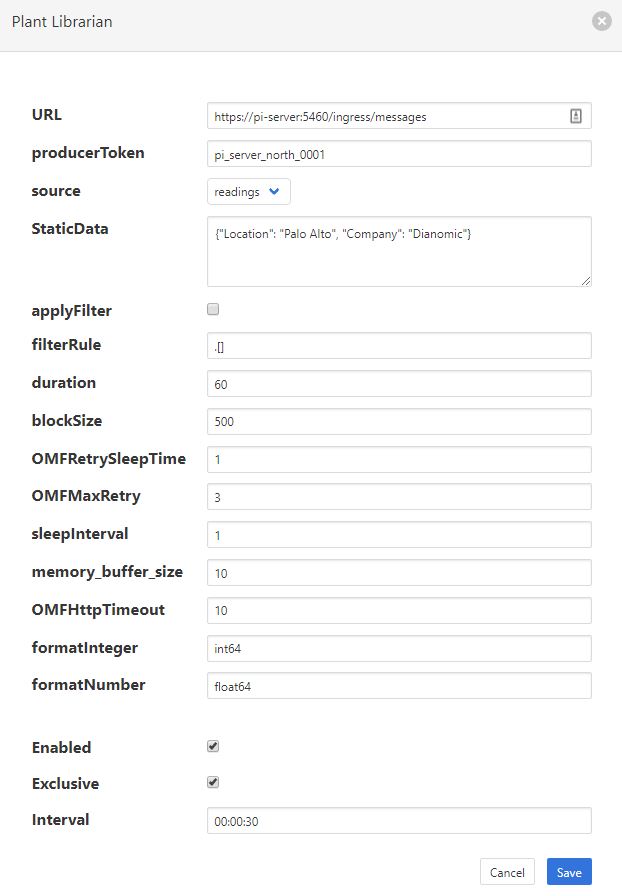 Plant Librarian
URL https://pi-server:5460/ingress/messages
producerToken pi_server_north_0001
source readings
StaticData {"Location": "Palo Alto", "Company": "Dianomic"}
applyFilter
filterRule .[]
duration 60
blockSize 500
OMFRetrySleepTime 1
OMFMaxRetry 3
sleepInterval 1
memory_buffer_size 10
OMFHttpTimeout 10
formatInteger int64
formatNumber float64
Enabled
Exclusive
Interval 00:00:30
Cancel Save